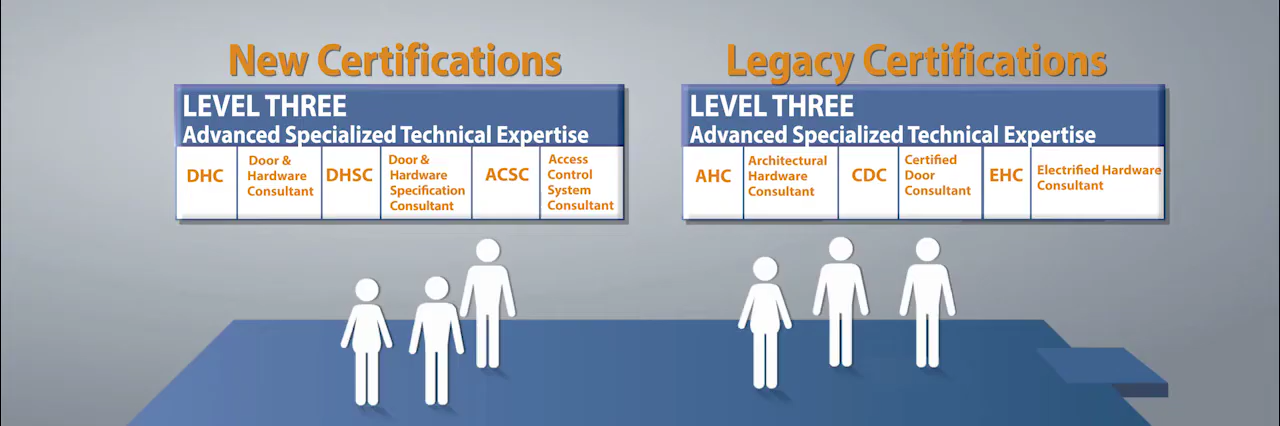 New Certifications
LEVEL THREE
Advanced Specialized Technical Expertise
DHC
Door &
Hardware
Consultant
DHSC
Door &
Hardware
Specification
Consultant
ACSC
Access
Control
System
Consultant
Legacy Certifications
LEVEL THREE
Advanced Specialized Technical Expertise
AHC
Architectural
Hardware
Consultant
CDC
Certified
Door
Consultant
EHC
Electrified Hardware
Consultant